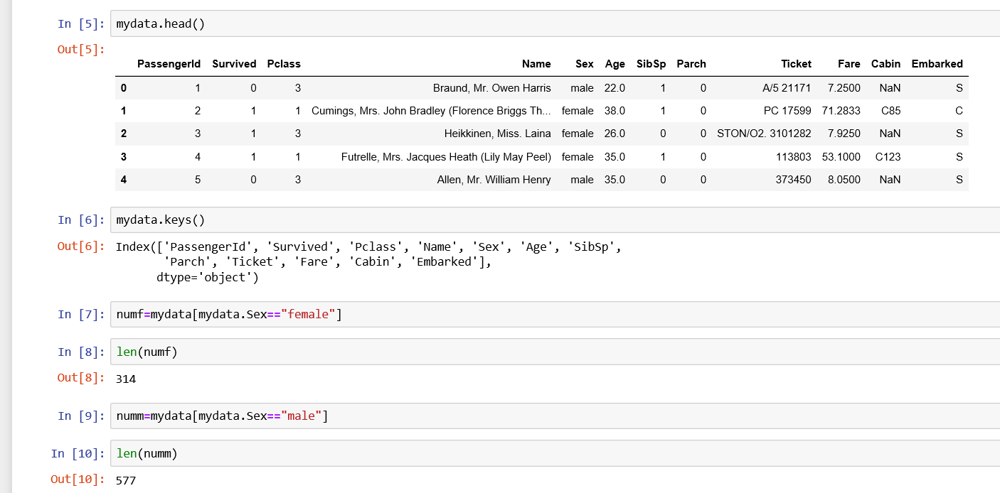 In [5]: mydata.head()
Out[5]:
PassengerId Survived Pclass Name Sex Age SibSp Parch Ticket Fare Cabin Embarked
0 1 0 3 Braund, Mr. Owen Harris male 22.0 1 0 A/5 21171 7.2500 NaN S
1 2 1 1 Cumings, Mrs. John Bradley (Florence Briggs Th... female 38.0 1 0 PC 17599 71.2833 C85 C
2 3 1 3 Heikkinen, Miss. Laina female 26.0 0 0 STON/O2. 3101282 7.9250 NaN S
3 4 1 1 Futrelle, Mrs. Jacques Heath (Lily May Peel) female 35.0 1 0 113803 53.1000 C123 S
4 5 0 3 Allen, Mr. William Henry male 35.0 0 0 373450 8.0500 NaN S
In [6]: mydata.keys()
Out[6]: Index(['PassengerId', 'Survived', 'Pclass', 'Name', 'Sex', 'Age', 'SibSp',
'Parch', 'Ticket', 'Fare', 'Cabin', 'Embarked'],
dtype='object')
In [7]: numf=mydata[mydata.Sex=="female"]
In [8]: len(numf)
Out[8]: 314
In [9]: numm=mydata[mydata.Sex=="male"]
In [10]: len(numm)
Out[10]: 577